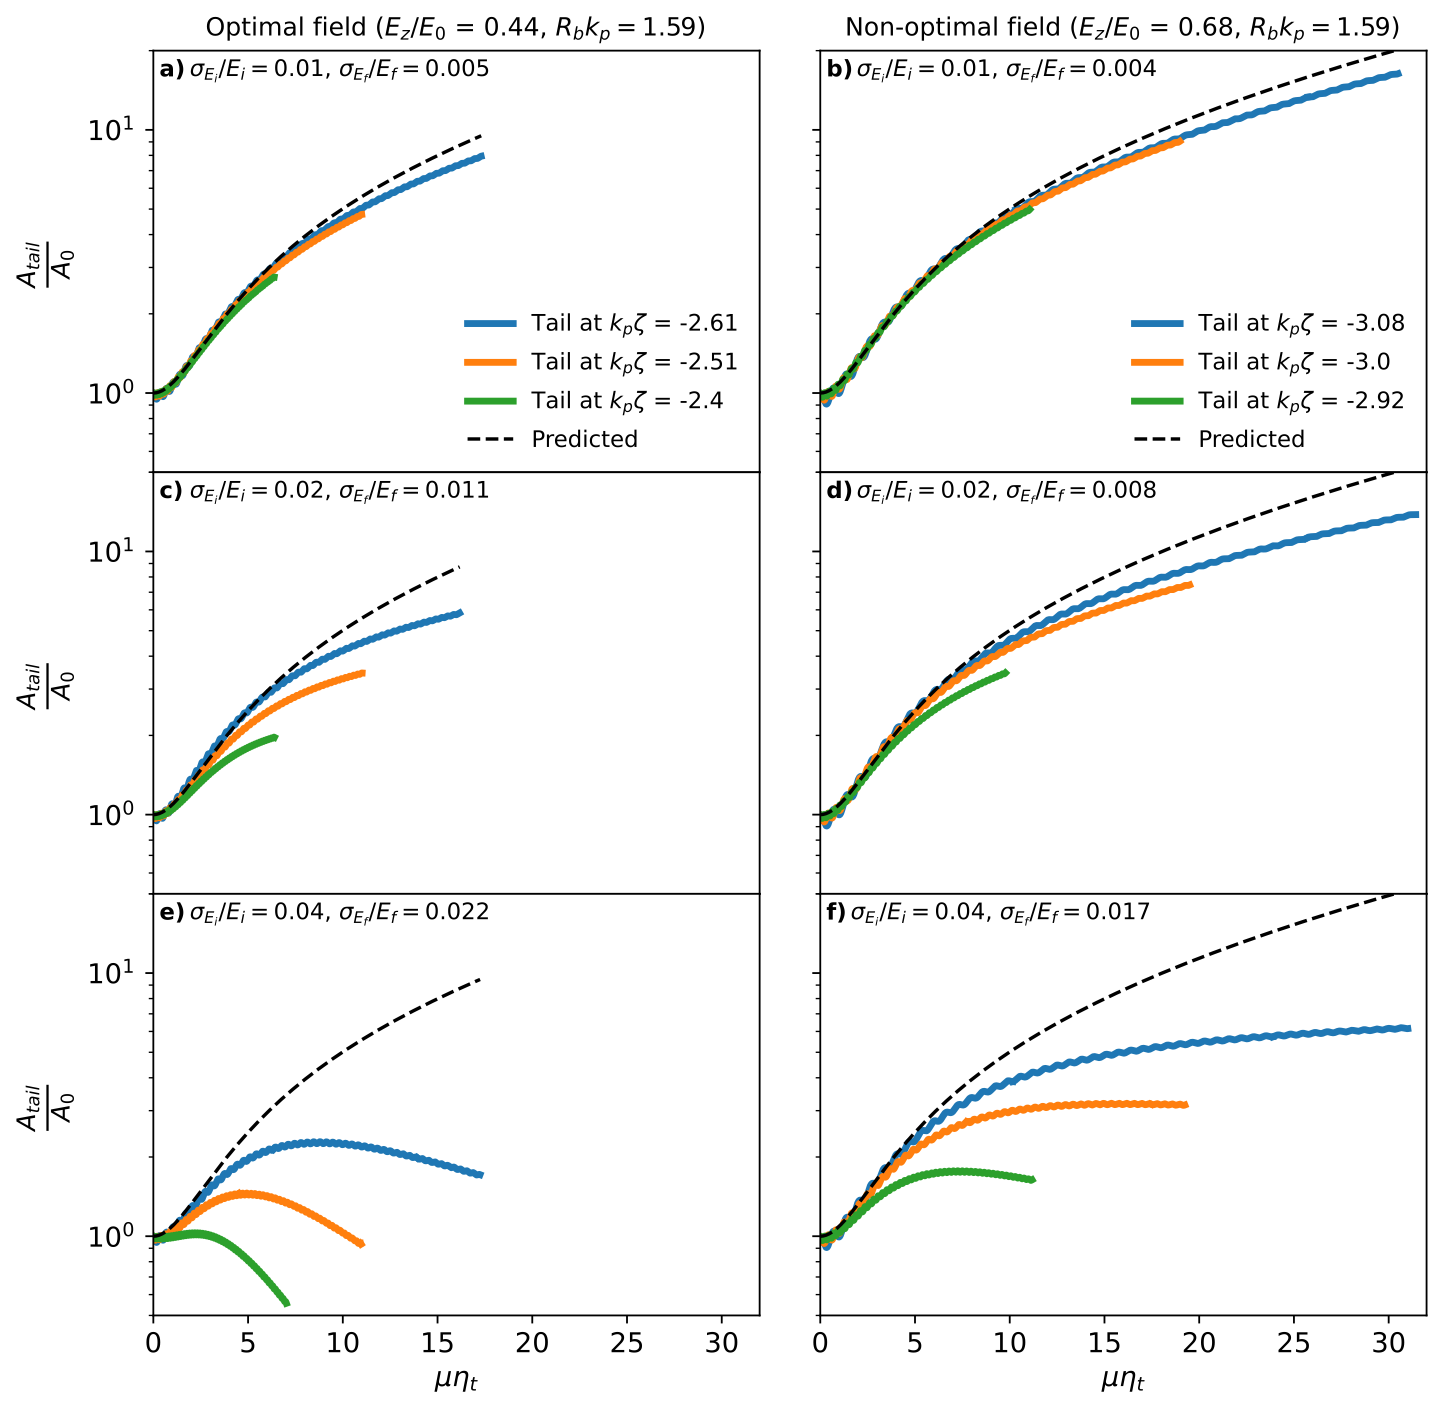 Optimal field (E_z/E_0 = 0.44, R_b k_p = 1.59)
Non-optimal field (E_z/E_0 = 0.68, R_b k_p = 1.59)
a) σ_{E_i}/E_i = 0.01, σ_{E_f}/E_f = 0.005
10^1
10^0
A_{tail}/A_0
Tail at k_pζ = -2.61
Tail at k_pζ = -2.51
Tail at k_pζ = -2.4
Predicted
b) σ_{E_i}/E_i = 0.01, σ_{E_f}/E_f = 0.004
Tail at k_pζ = -3.08
Tail at k_pζ = -3.0
Tail at k_pζ = -2.92
Predicted
c) σ_{E_i}/E_i = 0.02, σ_{E_f}/E_f = 0.011
10^1
10^0
A_{tail}/A_0
d) σ_{E_i}/E_i = 0.02, σ_{E_f}/E_f = 0.008
e) σ_{E_i}/E_i = 0.04, σ_{E_f}/E_f = 0.022
10^1
10^0
A_{tail}/A_0
0 5 10 15 20 25 30
μη_t
f) σ_{E_i}/E_i = 0.04, σ_{E_f}/E_f = 0.017
0 5 10 15 20 25 30
μη_t